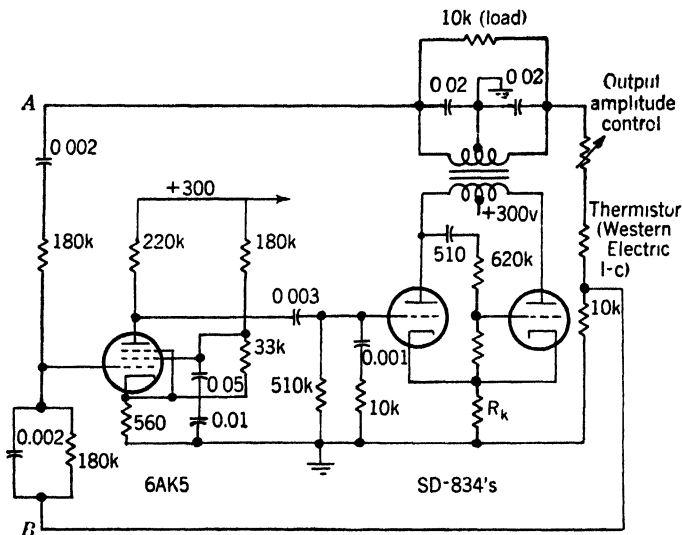 10k (load)
0 02
0 02
A
Output
amplitude
control
0 002
+300
+300v
Thermistor
(Western
Electric
I-c)
180k
220k
180k
510
620k
10k
0 003
33k
0.001
0 05
510k
560
0.01
10k
Rk
0.002
180k
6AK5
SD-834's
B